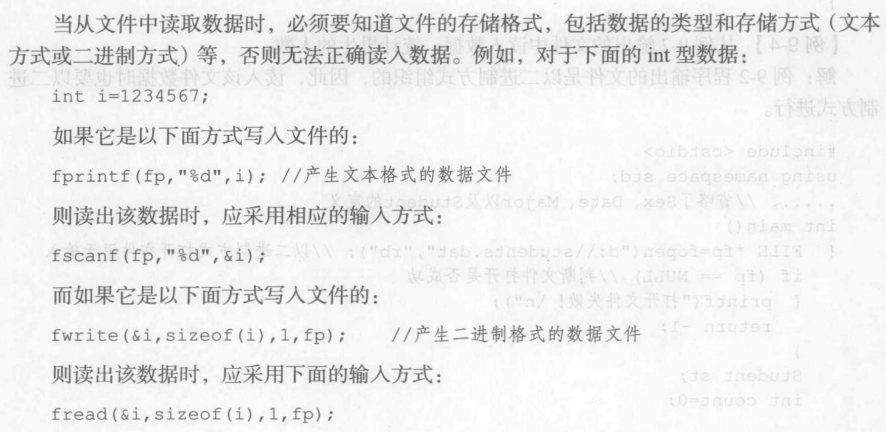 当从文件中读取数据时，必须要知道文件的存储格式，包括数据的类型和存储方式（文本
方式或二进制方式）等，否则无法正确读入数据。例如，对于下面的 int 型数据：
int i=1234567;
如果它是以下面方式写入文件的：
fprintf(fp,"%d",i); //产生文本格式的数据文件
则读出该数据时，应采用相应的输入方式：
fscanf(fp,"%d",&i);
而如果它是以下面方式写入文件的：
fwrite(&i,sizeof(i),1,fp); //产生二进制格式的数据文件
则读出该数据时，应采用下面的输入方式：
fread(&i,sizeof(i),1,fp);